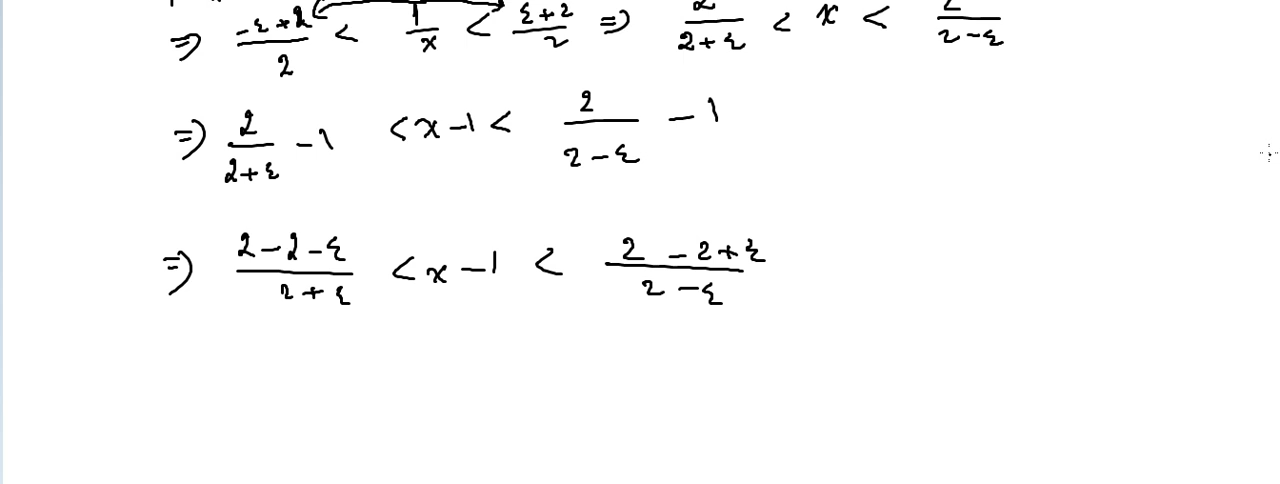 ⇒ (-ε+2)/2 < 1/x < (ε+2)/2 ⇒ 2/(2+ε) < x < 2/(2-ε)
⇒ 2/(2+ε) - 1 < x - 1 < 2/(2-ε) - 1
⇒ (2-2-ε)/(2+ε) < x - 1 < (2-2+ε)/(2-ε)